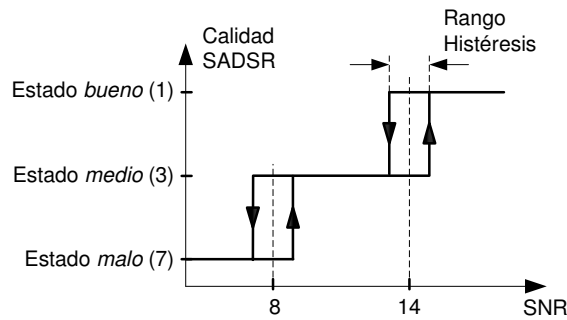 Calidad
SADSR
Rango
Histéresis
Estado bueno (1)
Estado medio (3)
Estado malo (7)
8
14
SNR